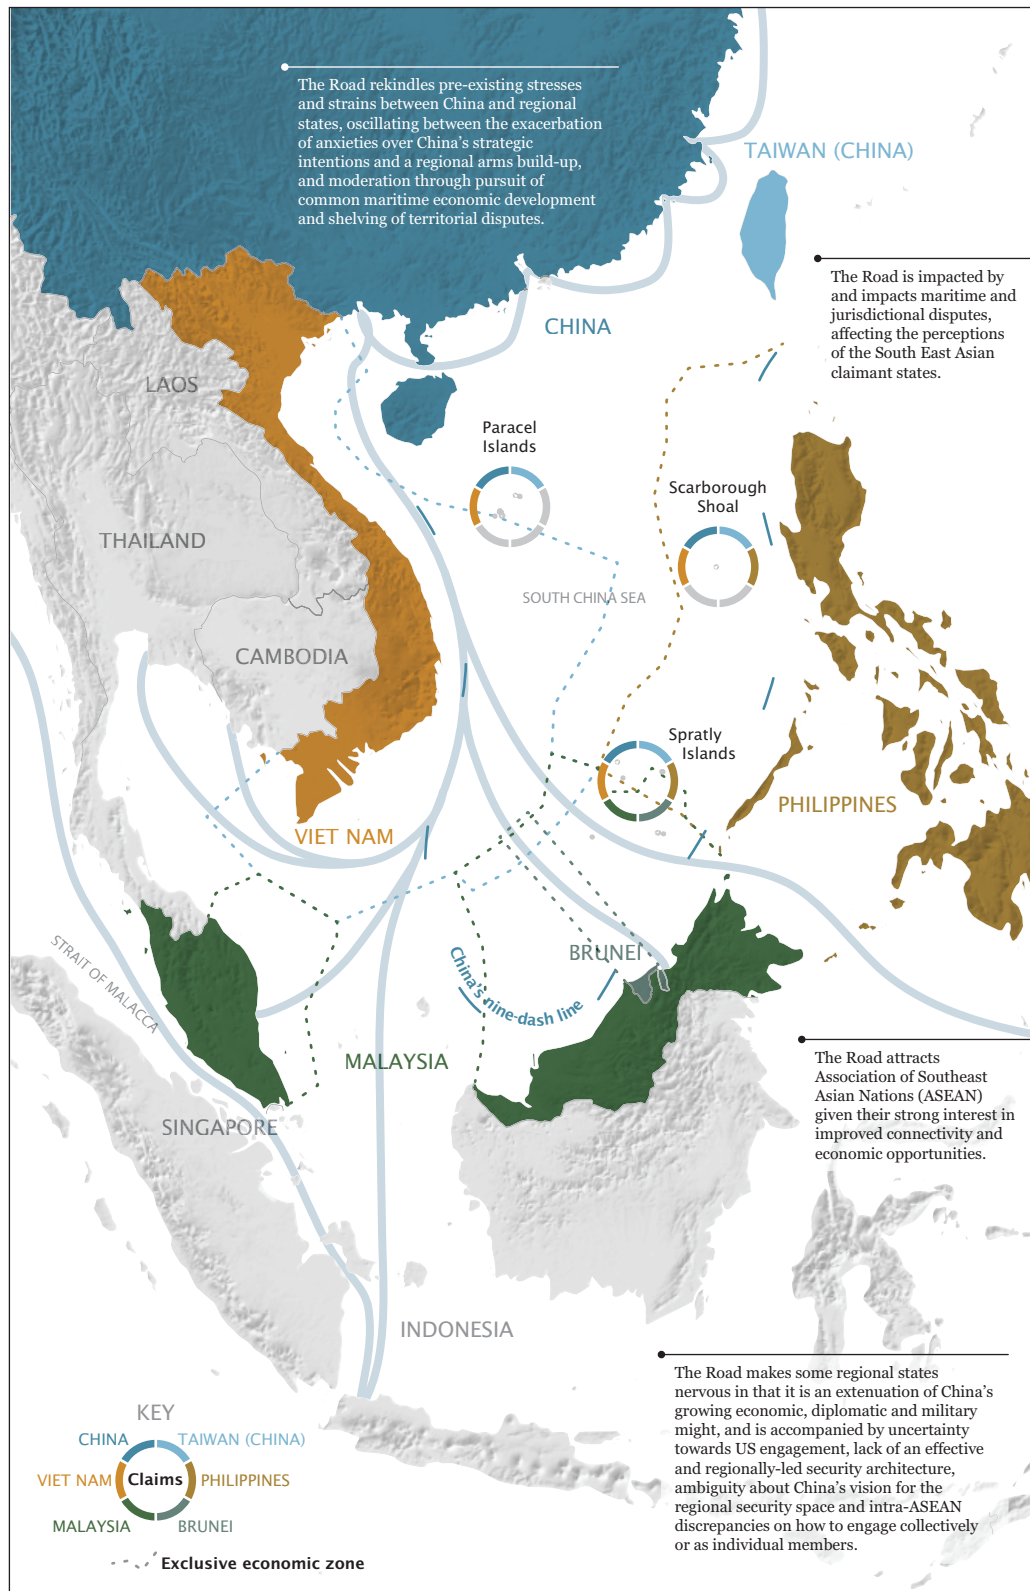 The Road rekindles pre-existing stresses
and strains between China and regional
states, oscillating between the exacerbation
of anxieties over China's strategic
intentions and a regional arms build-up,
and moderation through pursuit of
common maritime economic development
and shelving of territorial disputes.
TAIWAN (CHINA)
The Road is impacted by
and impacts maritime and
jurisdictional disputes,
affecting the perceptions
of the South East Asian
claimant states.
CHINA
LAOS
Paracel
Islands
Scarborough
Shoal
THAILAND
SOUTH CHINA SEA
CAMBODIA
Spratly
Islands
PHILIPPINES
VIET NAM
STRAIT OF MALACCA
BRUNEI
China's nine-dash line
MALAYSIA
SINGAPORE
The Road attracts
Association of Southeast
Asian Nations (ASEAN)
given their strong interest in
improved connectivity and
economic opportunities.
INDONESIA
The Road makes some regional states
nervous in that it is an extenuation of China's
growing economic, diplomatic and military
might, and is accompanied by uncertainty
towards US engagement, lack of an effective
and regionally-led security architecture,
ambiguity about China's vision for the
regional security space and intra-ASEAN
discrepancies on how to engage collectively
or as individual members.
KEY
CHINA TAIWAN (CHINA)
VIET NAM Claims PHILIPPINES
MALAYSIA BRUNEI
Exclusive economic zone